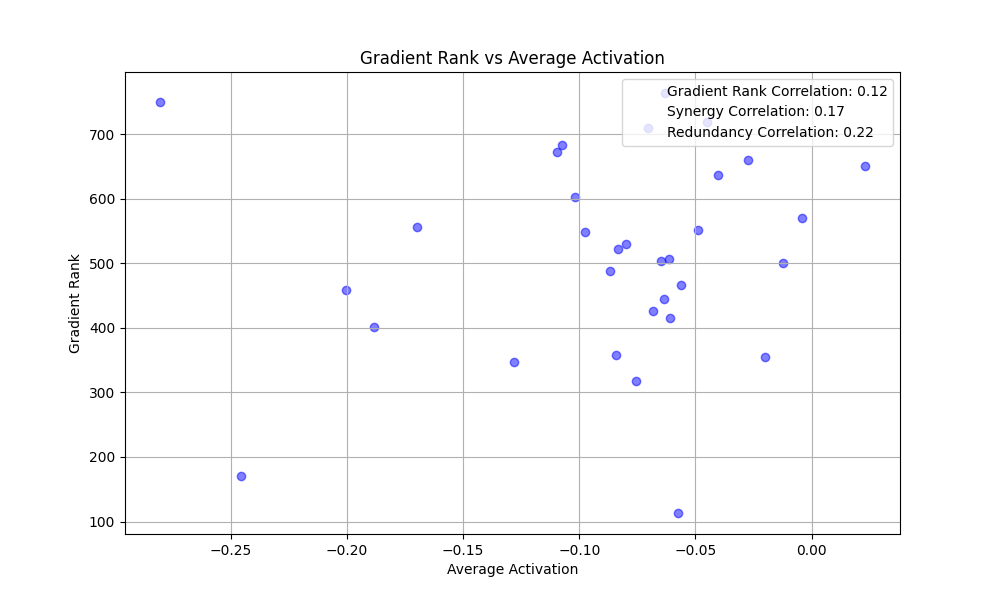 Gradient Rank vs Average Activation
Gradient Rank Correlation: 0.12
Synergy Correlation: 0.17
Redundancy Correlation: 0.22
700
600
500
400
300
200
100
Gradient Rank
−0.25
−0.20
−0.15
−0.10
−0.05
0.00
Average Activation